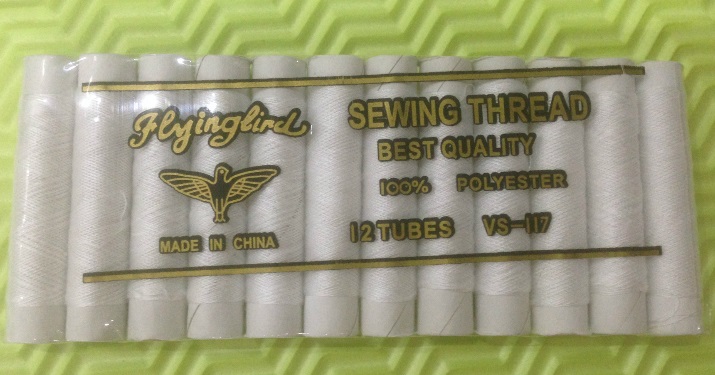 Flyingbird
MADE IN CHINA
SEWING THREAD
BEST QUALITY
100% POLYESTER
12 TUBES VS-117